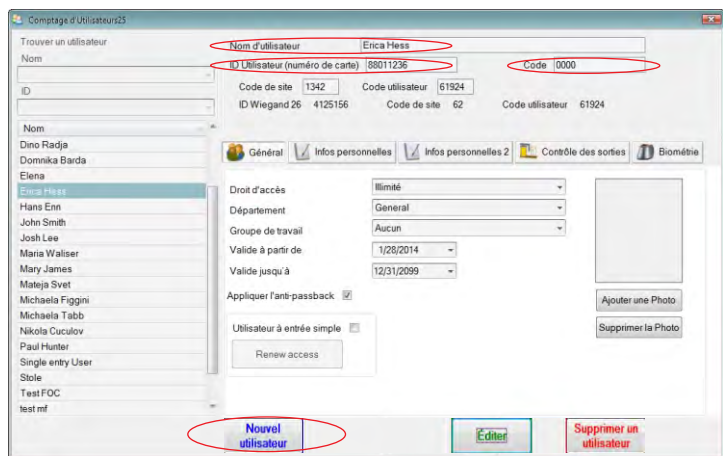 Comptage d'Utilisateurs25
Trouver un utilisateur
Nom
ID
Nom
Dino Radja
Domnika Barda
Elena
Erica Hess
Hans Enn
John Smith
Josh Lee
Maria Waliser
Mary James
Mateja Svet
Michaela Figgini
Michaela Tabb
Nikola Cuculov
Paul Hunter
Single entry User
Stole
Test FOC
test mf
Nom d'utilisateur Erica Hess
ID Utilisateur (numéro de carte) 88011236 Code 0000
Code de site 1342 Code utilisateur 61924
ID Wiegand 26 4125156 Code de site 62 Code utilisateur 61924
Général Infos personnelles Infos personnelles 2 Contrôle des sorties Biométrie
Droit d'accès Illimité
Département General
Groupe de travail Aucun
Valide à partir de 1/28/2014
Valide jusqu'à 12/31/2099
Appliquer l'anti-passback
Ajouter une Photo
Utilisateur à entrée simple
Supprimer la Photo
Renew access
Nouvel
utilisateur
Éditer
Supprimer un
utilisateur